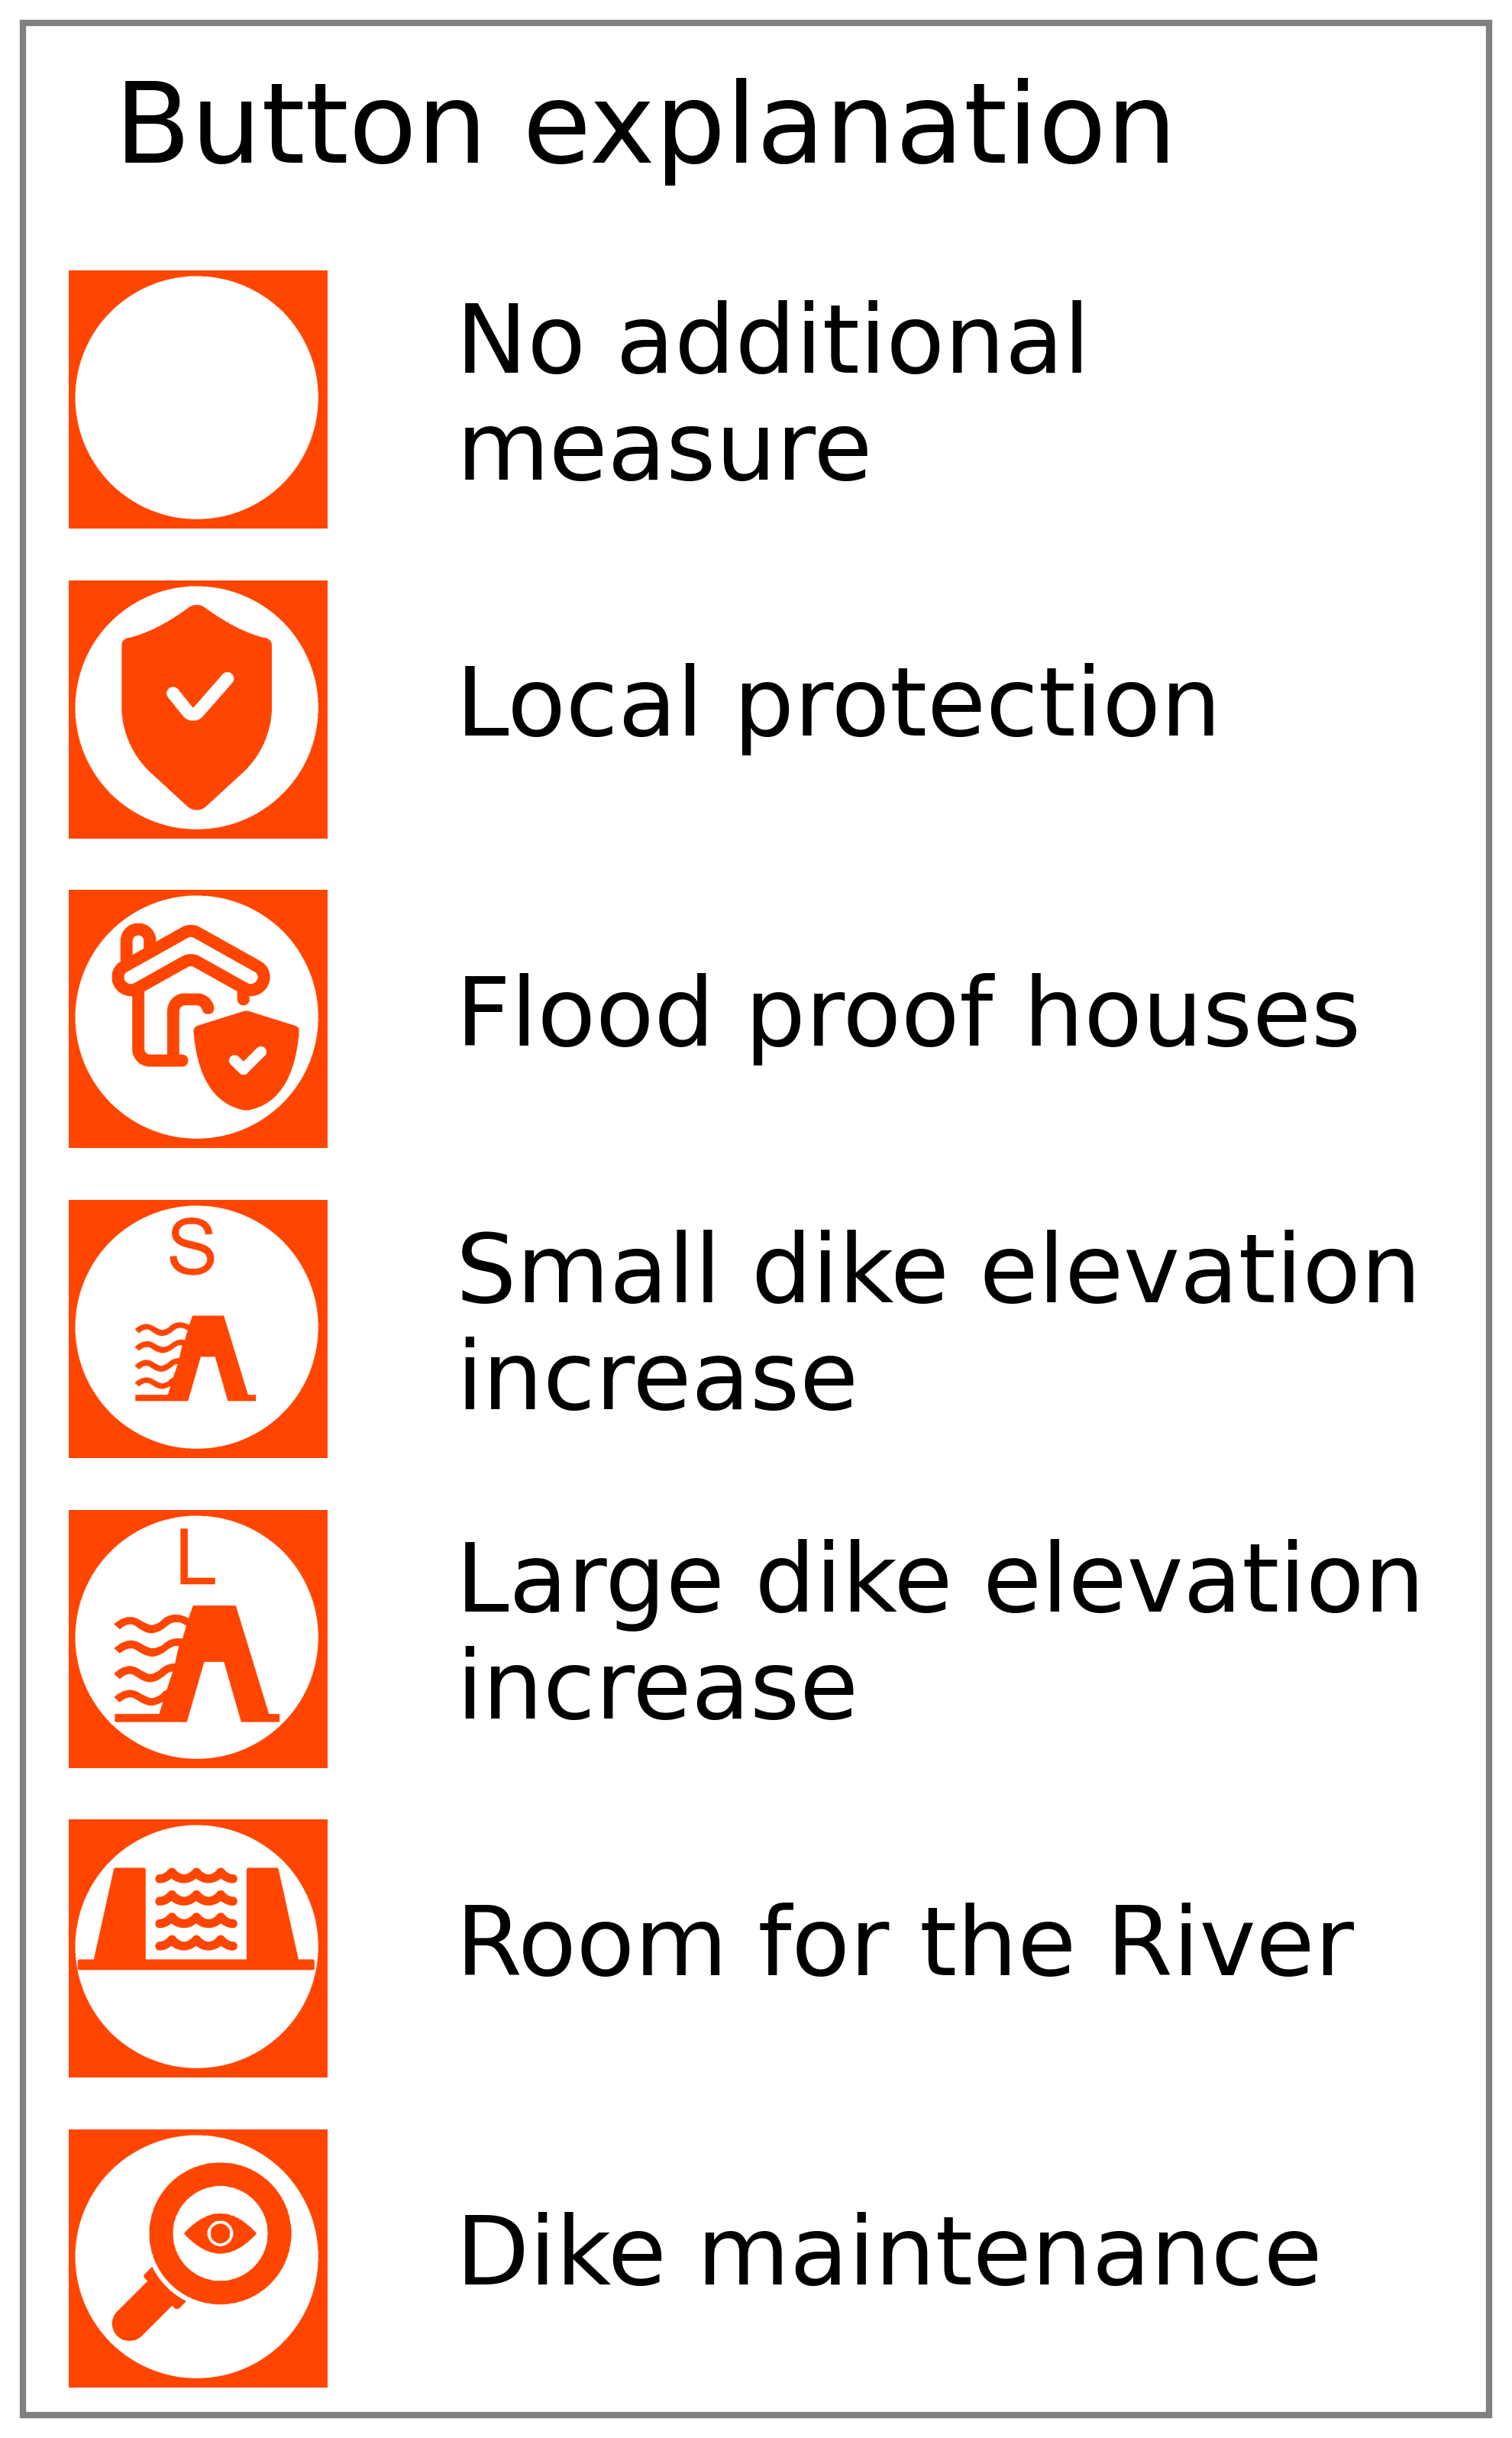 Button explanation
No additional
measure
Local protection
Flood proof houses
S
Small dike elevation
increase
L
Large dike elevation
increase
Room for the River
Dike maintenance